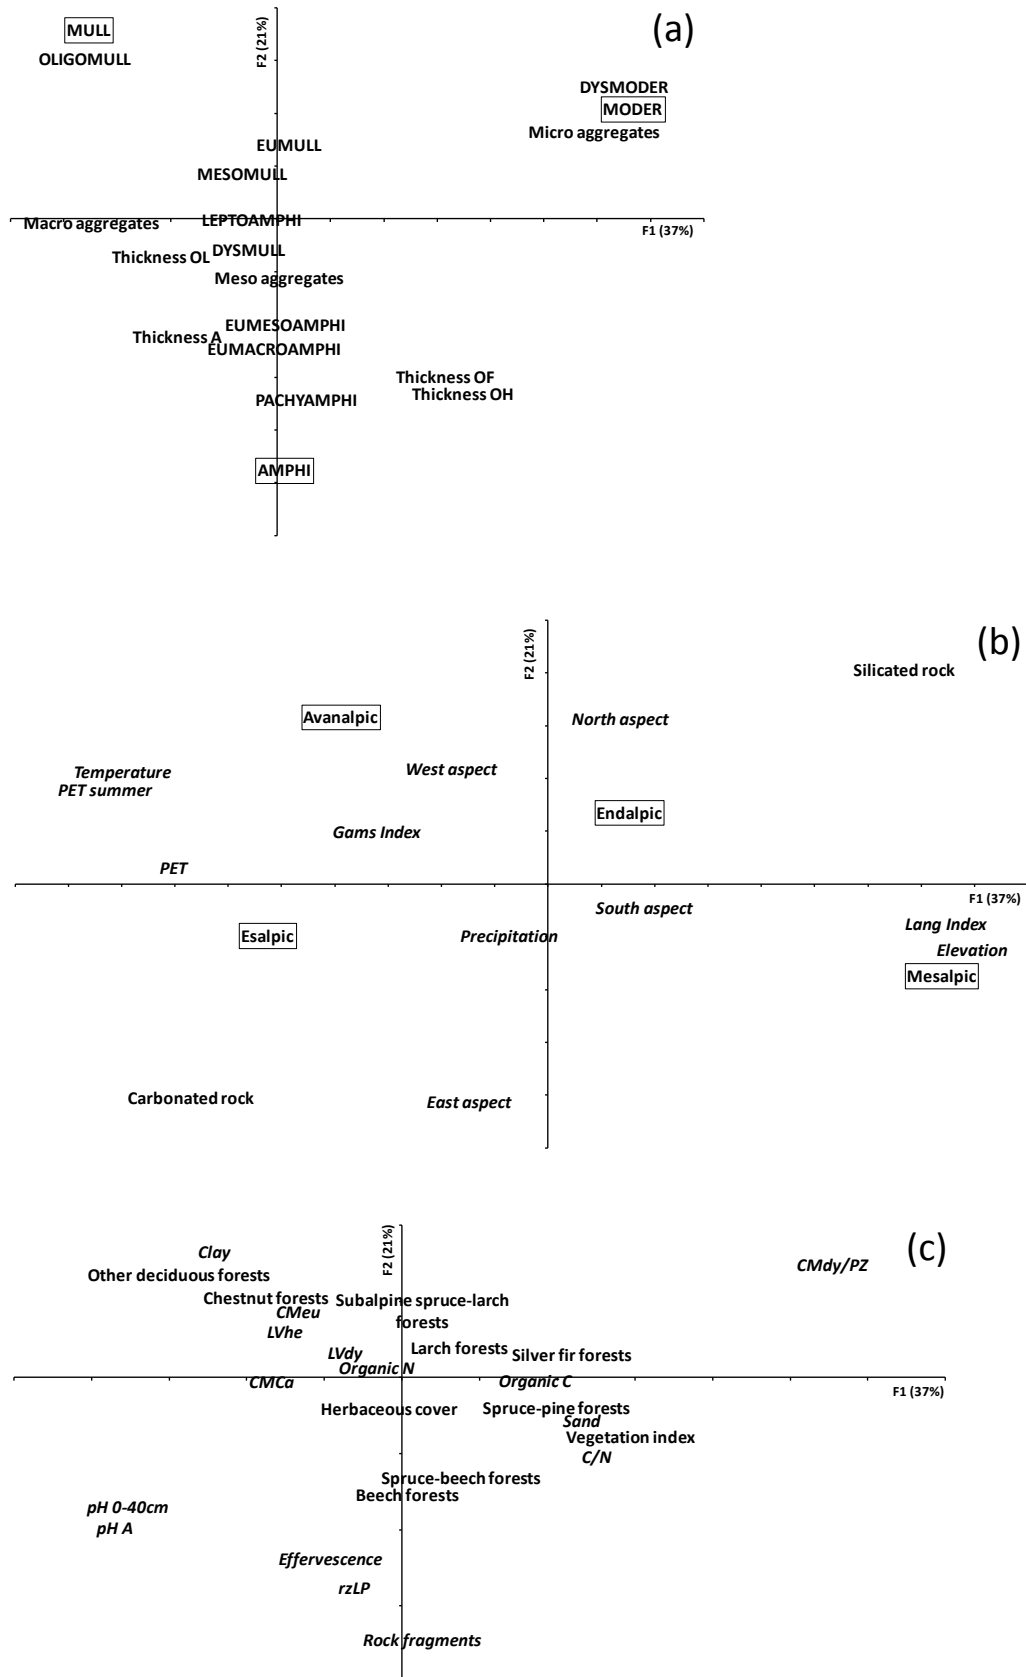 (a)
F2 (21%)
MULL
OLIGOMULL
DYSMODER
MODER
Micro aggregates
EUMULL
MESOMULL
Macro aggregates
LEPTOAMPHI
F1 (37%)
DYSMULL
Thickness OL
Meso aggregates
EUMESOAMPHI
Thickness A
EUMACROAMPHI
Thickness OF
Thickness OH
PACHYAMPHI
AMPHI
(b)
F2 (21%)
Silicated rock
Avanalpic
North aspect
Temperature
West aspect
PET summer
Endalpic
Gams Index
PET
F1 (37%)
South aspect
Lang Index
Esalpic
Precipitation
Elevation
Mesalpic
Carbonated rock
East aspect
(c)
F2 (21%)
Clay
CMdy/PZ
Other deciduous forests
Chestnut forests
Subalpine spruce-larch
forests
CMeu
LVhe
Larch forests
LVdy
Silver fir forests
Organic N
CMCa
Organic C
F1 (37%)
Herbaceous cover
Spruce-pine forests
Sand
Vegetation index
C/N
Spruce-beech forests
Beech forests
pH 0-40cm
pH A
Effervescence
rzLP
Rock fragments